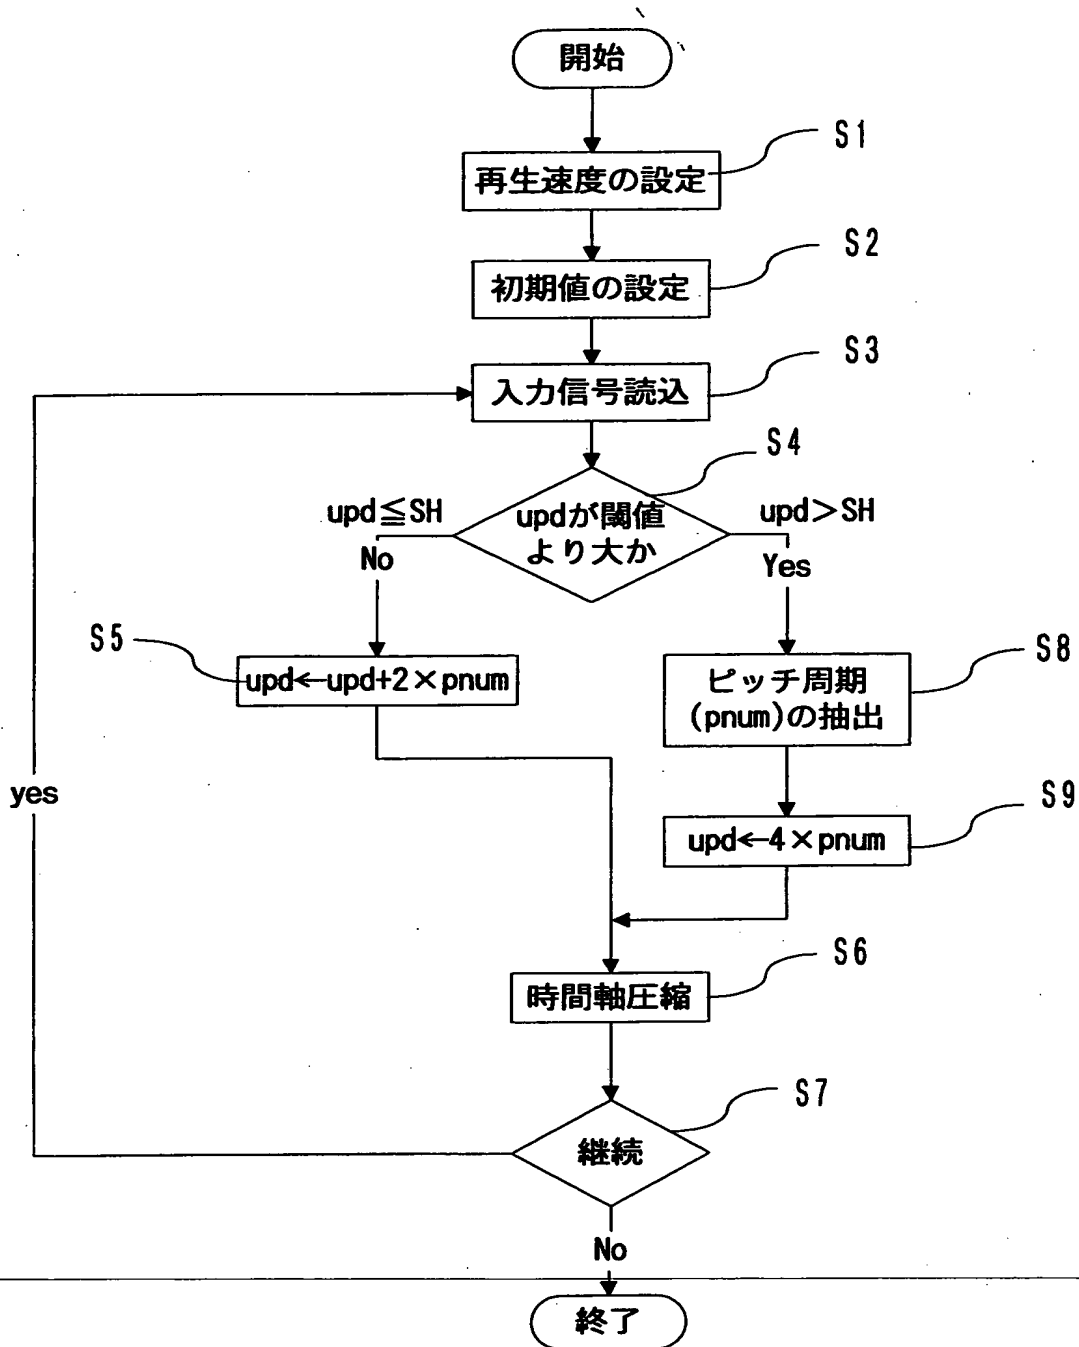 開始
S1
再生速度の設定
S2
初期値の設定
S3
入力信号読込
S4
upd≦SH
updが閾値
より大か
upd>SH
No
Yes
S5
upd←upd+2×pnum
S8
ピッチ周期
(pnum)の抽出
yes
S9
upd←4×pnum
S6
時間軸圧縮
S7
継続
No
終了